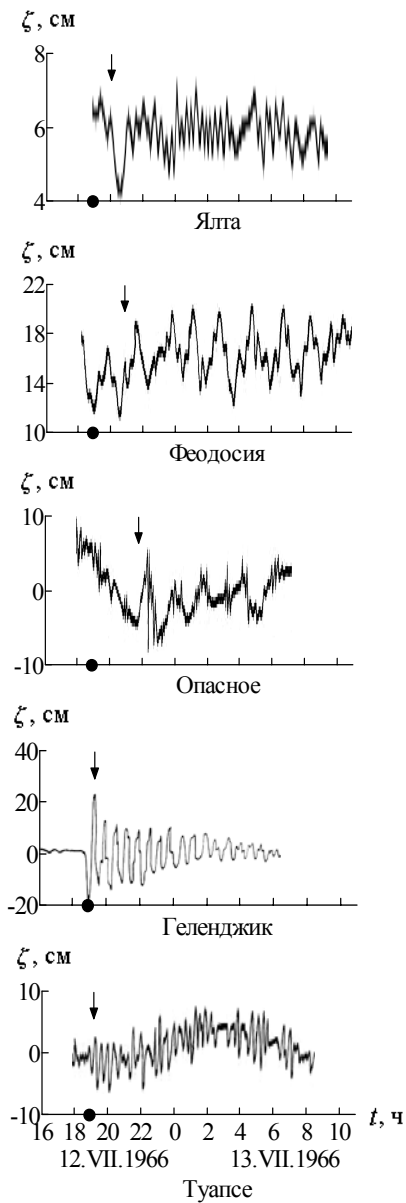 ζ, см
8
6
4
Ялта
ζ, см
22
18
14
10
Феодосия
ζ, см
10
0
-10
Опасное
ζ, см
40
20
0
-20
Геленджик
ζ, см
10
0
-10
16 18 20 22 0 2 4 6 8 10 t, ч
12.VII.1966 13.VII.1966
Туапсе